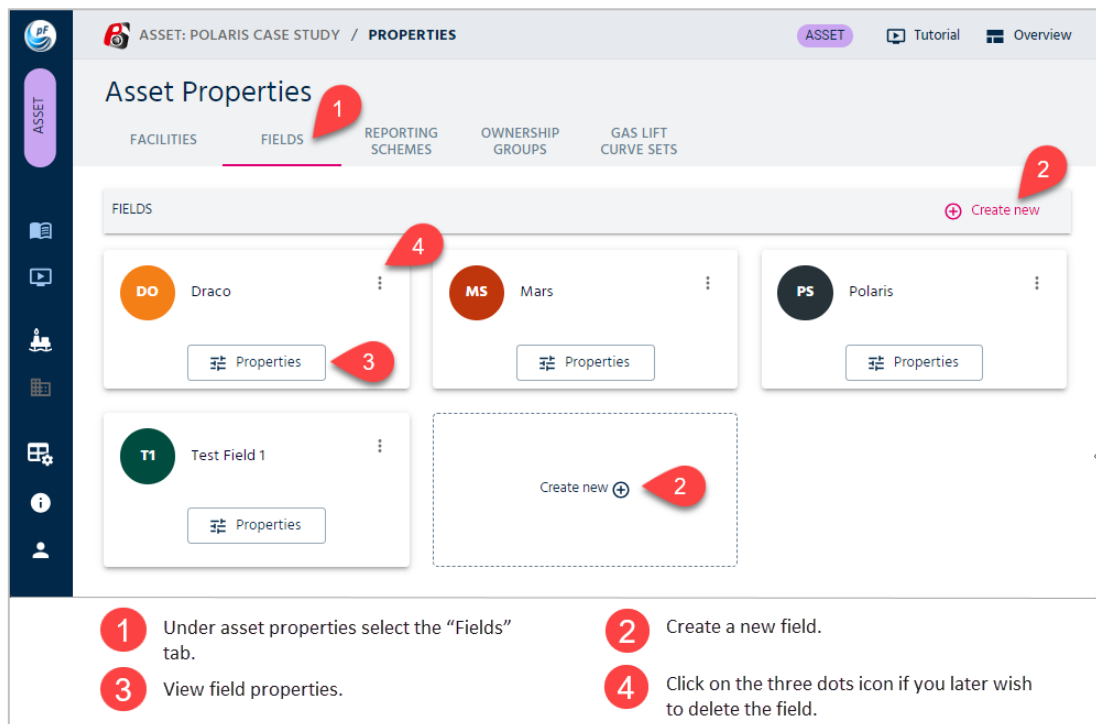 pF
ASSET: POLARIS CASE STUDY / PROPERTIES
ASSET
Tutorial
Overview
ASSET
Asset Properties
1
FACILITIES
FIELDS
REPORTING
SCHEMES
OWNERSHIP
GROUPS
GAS LIFT
CURVE SETS
2
FIELDS
Create new
4
DO
Draco
MS
Mars
PS
Polaris
Properties
3
Properties
Properties
T1
Test Field 1
Create new
2
Properties
1
Under asset properties select the “Fields”
tab.
2
Create a new field.
3
View field properties.
4
Click on the three dots icon if you later wish
to delete the field.